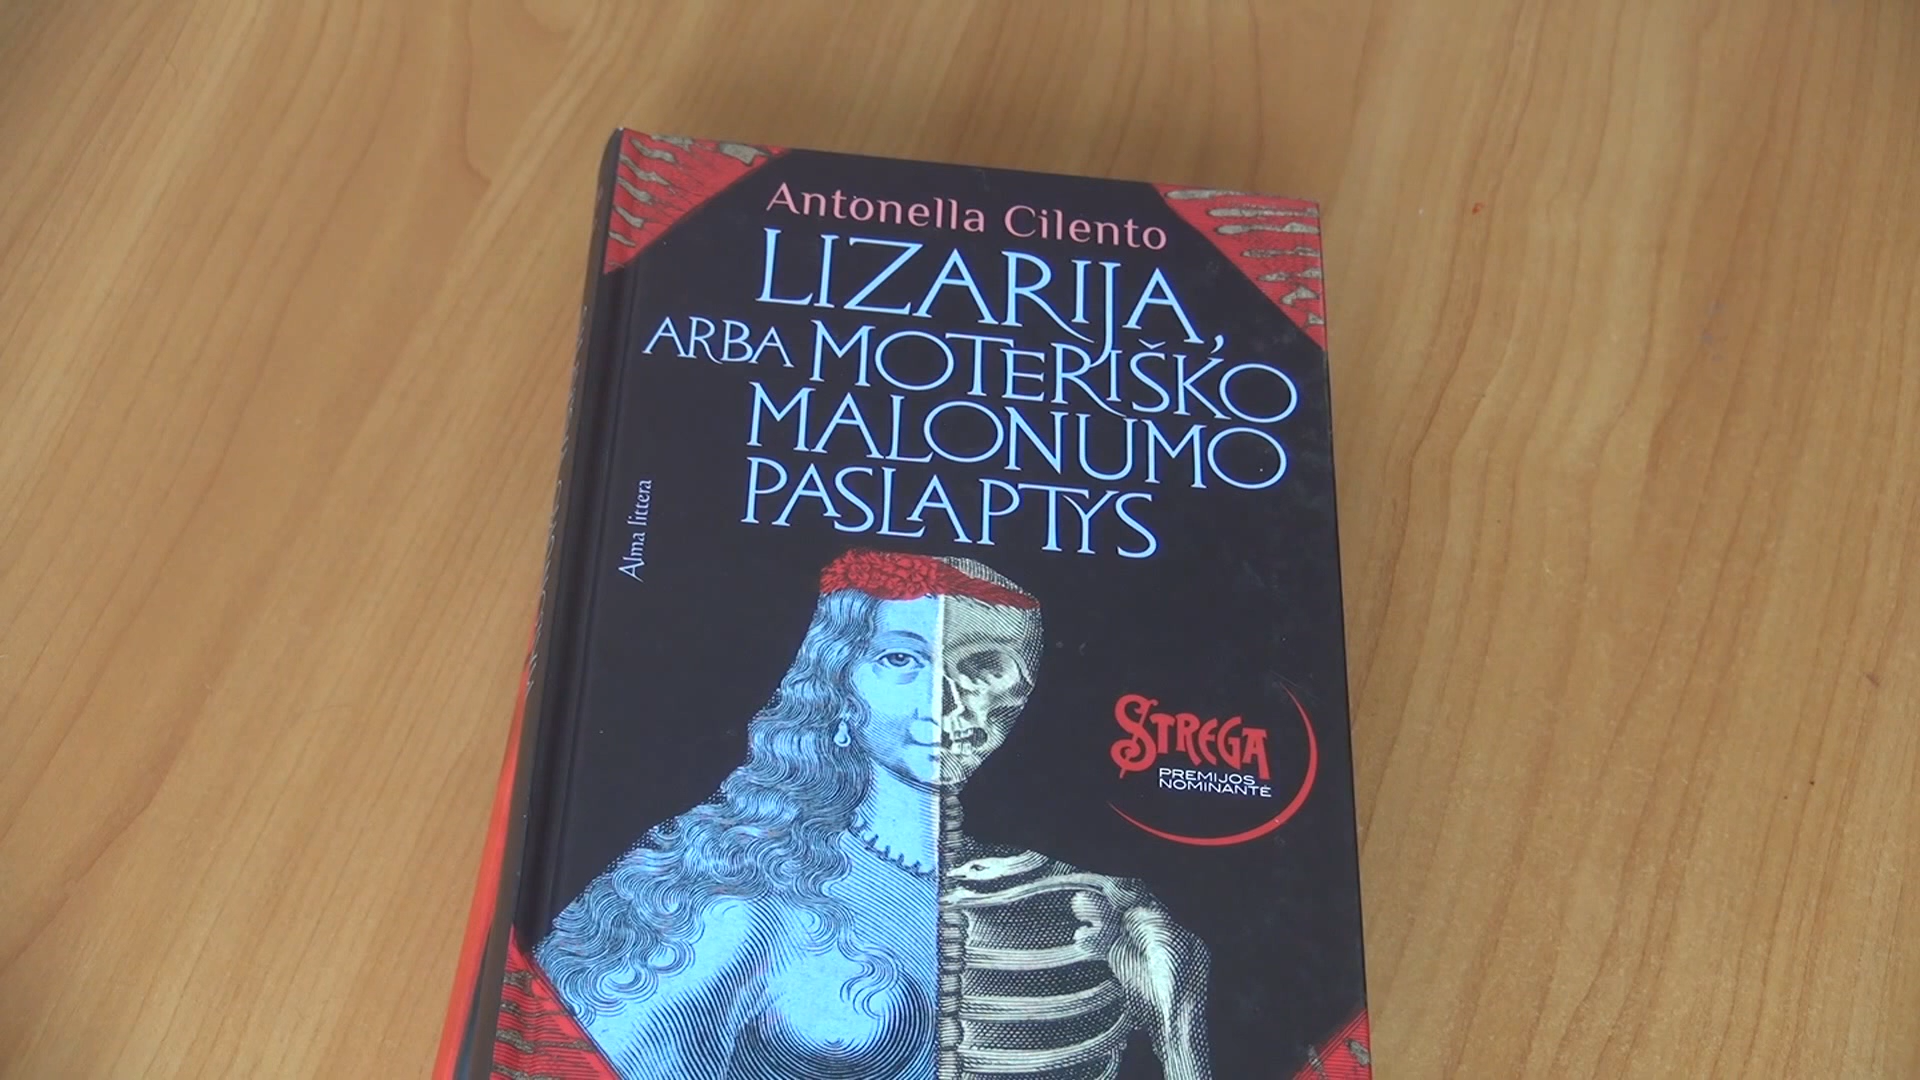 Antonella Cilento
LIZARIJA,
ARBA MOTERIŠKO
MALONUMO
PASLAPTYS
Alma littera
STREGA
PREMIJOS
NOMINANTĖ